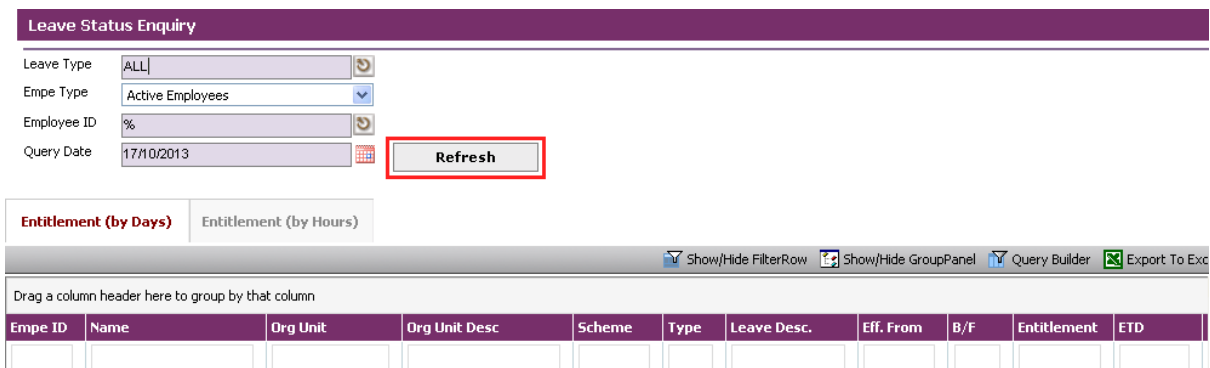 Leave Status Enquiry
Leave Type ALL
Empe Type Active Employees
Employee ID %
Query Date 17/10/2013 Refresh
Entitlement (by Days) Entitlement (by Hours)
Show/Hide FilterRow Show/Hide GroupPanel Query Builder Export To Exc
Drag a column header here to group by that column
Empe ID Name Org Unit Org Unit Desc Scheme Type Leave Desc. Eff. From B/F Entitlement ETD